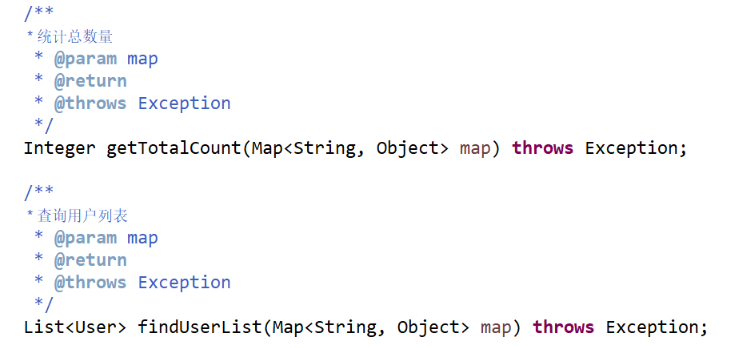 /**
* 统计总数量
* @param map
* @return
* @throws Exception
*/
Integer getTotalCount(Map<String, Object> map) throws Exception;
/**
* 查询用户列表
* @param map
* @return
* @throws Exception
*/
List<User> findUserList(Map<String, Object> map) throws Exception;